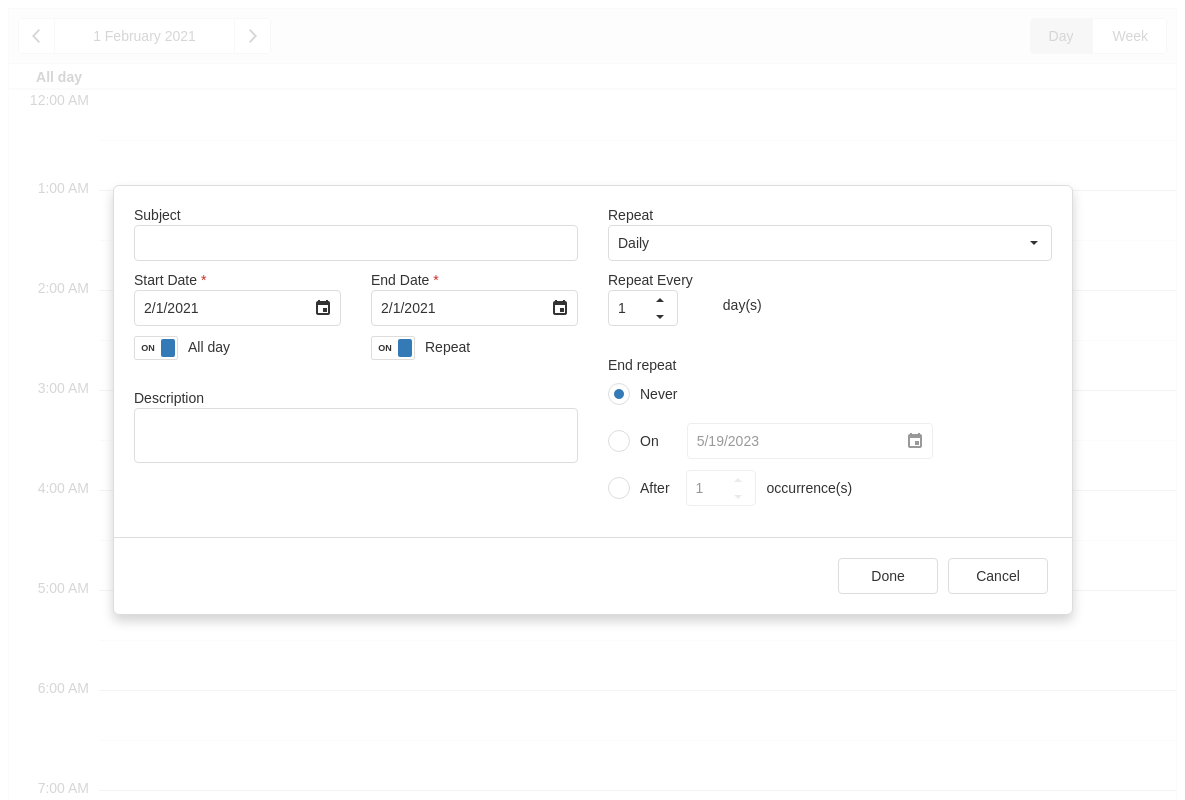 1 February 2021
Day
Week
All day
12:00 AM
1:00 AM
2:00 AM
3:00 AM
4:00 AM
5:00 AM
6:00 AM
7:00 AM
Subject
Start Date *
2/1/2021
End Date *
2/1/2021
ON
All day
ON
Repeat
Description
Repeat
Daily
Repeat Every
1
day(s)
End repeat
Never
On
5/19/2023
After
1
occurrence(s)
Done
Cancel